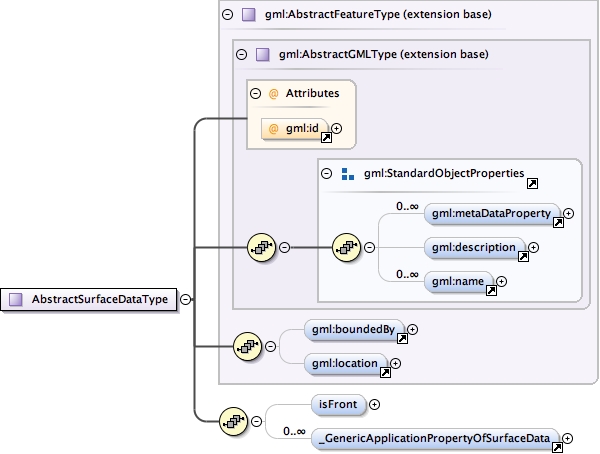 gml:AbstractFeatureType (extension base)
gml:AbstractGMLType (extension base)
@ Attributes
@ gml:id
gml:StandardObjectProperties
0..∞
gml:metaDataProperty
gml:description
0..∞
gml:name
AbstractSurfaceDataType
gml:boundedBy
gml:location
isFront
0..∞
_GenericApplicationPropertyOfSurfaceData